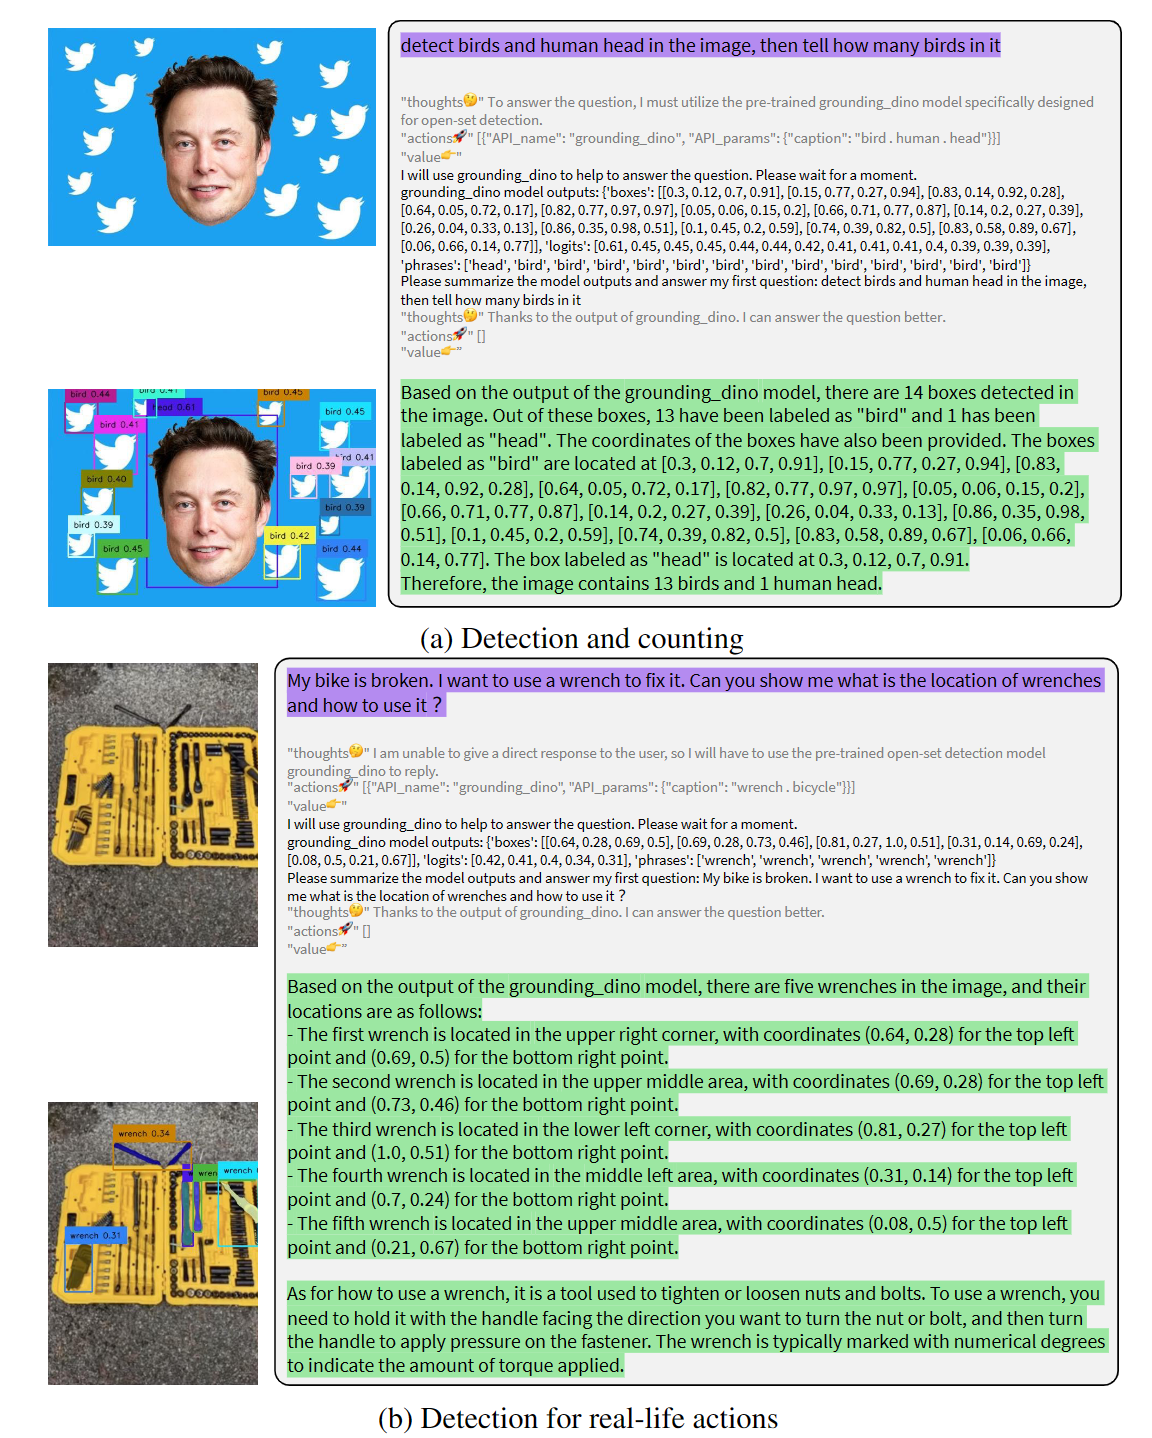 detect birds and human head in the image, then tell how many birds in it
"thoughts🤔" To answer the question, I must utilize the pre-trained grounding_dino model specifically designed
for open-set detection.
"actions🚀" [{"API_name": "grounding_dino", "API_params": {"caption": "bird . human . head"}}]
"value👉"
I will use grounding_dino to help to answer the question. Please wait for a moment.
grounding_dino model outputs: {'boxes': [[0.3, 0.12, 0.7, 0.91], [0.15, 0.77, 0.27, 0.94], [0.83, 0.14, 0.92, 0.28],
[0.64, 0.05, 0.72, 0.17], [0.82, 0.77, 0.97, 0.97], [0.05, 0.06, 0.15, 0.2], [0.66, 0.71, 0.77, 0.87], [0.14, 0.2, 0.27, 0.39],
[0.26, 0.04, 0.33, 0.13], [0.86, 0.35, 0.98, 0.51], [0.1, 0.45, 0.2, 0.59], [0.74, 0.39, 0.82, 0.5], [0.83, 0.58, 0.89, 0.67],
[0.06, 0.66, 0.14, 0.77]], 'logits': [0.61, 0.45, 0.45, 0.45, 0.44, 0.44, 0.42, 0.41, 0.41, 0.41, 0.4, 0.39, 0.39, 0.39],
'phrases': ['head', 'bird', 'bird', 'bird', 'bird', 'bird', 'bird', 'bird', 'bird', 'bird', 'bird', 'bird', 'bird', 'bird']}
Please summarize the model outputs and answer my first question: detect birds and human head in the image,
then tell how many birds in it
"thoughts🤔" Thanks to the output of grounding_dino. I can answer the question better.
"actions🚀" []
"value👉"
bird 0.44
bird 0.41
head 0.61
bird 0.45
bird 0.45
bird 0.41
bird 0.41
bird 0.39
bird 0.40
bird 0.39
bird 0.39
bird 0.42
bird 0.45
bird 0.44
Based on the output of the grounding_dino model, there are 14 boxes detected in
the image. Out of these boxes, 13 have been labeled as "bird" and 1 has been
labeled as "head". The coordinates of the boxes have also been provided. The boxes
labeled as "bird" are located at [0.3, 0.12, 0.7, 0.91], [0.15, 0.77, 0.27, 0.94], [0.83,
0.14, 0.92, 0.28], [0.64, 0.05, 0.72, 0.17], [0.82, 0.77, 0.97, 0.97], [0.05, 0.06, 0.15, 0.2],
[0.66, 0.71, 0.77, 0.87], [0.14, 0.2, 0.27, 0.39], [0.26, 0.04, 0.33, 0.13], [0.86, 0.35, 0.98,
0.51], [0.1, 0.45, 0.2, 0.59], [0.74, 0.39, 0.82, 0.5], [0.83, 0.58, 0.89, 0.67], [0.06, 0.66,
0.14, 0.77]. The box labeled as "head" is located at 0.3, 0.12, 0.7, 0.91.
Therefore, the image contains 13 birds and 1 human head.
(a) Detection and counting
My bike is broken. I want to use a wrench to fix it. Can you show me what is the location of wrenches
and how to use it？
"thoughts🤔" I am unable to give a direct response to the user, so I will have to use the pre-trained open-set detection model
grounding_dino to reply.
"actions🚀" [{"API_name": "grounding_dino", "API_params": {"caption": "wrench . bicycle"}}]
"value👉"
I will use grounding_dino to help to answer the question. Please wait for a moment.
grounding_dino model outputs: {'boxes': [[0.64, 0.28, 0.69, 0.5], [0.69, 0.28, 0.73, 0.46], [0.81, 0.27, 1.0, 0.51], [0.31, 0.14, 0.69, 0.24],
[0.08, 0.5, 0.21, 0.67]], 'logits': [0.42, 0.41, 0.4, 0.34, 0.31], 'phrases': ['wrench', 'wrench', 'wrench', 'wrench', 'wrench']}
Please summarize the model outputs and answer my first question: My bike is broken. I want to use a wrench to fix it. Can you show
me what is the location of wrenches and how to use it？
"thoughts🤔" Thanks to the output of grounding_dino. I can answer the question better.
"actions🚀" []
"value👉"
wrench 0.34
wren
wrench
wrench 0.31
Based on the output of the grounding_dino model, there are five wrenches in the image, and their
locations are as follows:
- The first wrench is located in the upper right corner, with coordinates (0.64, 0.28) for the top left
point and (0.69, 0.5) for the bottom right point.
- The second wrench is located in the upper middle area, with coordinates (0.69, 0.28) for the top left
point and (0.73, 0.46) for the bottom right point.
- The third wrench is located in the lower left corner, with coordinates (0.81, 0.27) for the top left
point and (1.0, 0.51) for the bottom right point.
- The fourth wrench is located in the middle left area, with coordinates (0.31, 0.14) for the top left
point and (0.7, 0.24) for the bottom right point.
- The fifth wrench is located in the upper middle area, with coordinates (0.08, 0.5) for the top left
point and (0.21, 0.67) for the bottom right point.
As for how to use a wrench, it is a tool used to tighten or loosen nuts and bolts. To use a wrench, you
need to hold it with the handle facing the direction you want to turn the nut or bolt, and then turn
the handle to apply pressure on the fastener. The wrench is typically marked with numerical degrees
to indicate the amount of torque applied.
(b) Detection for real-life actions